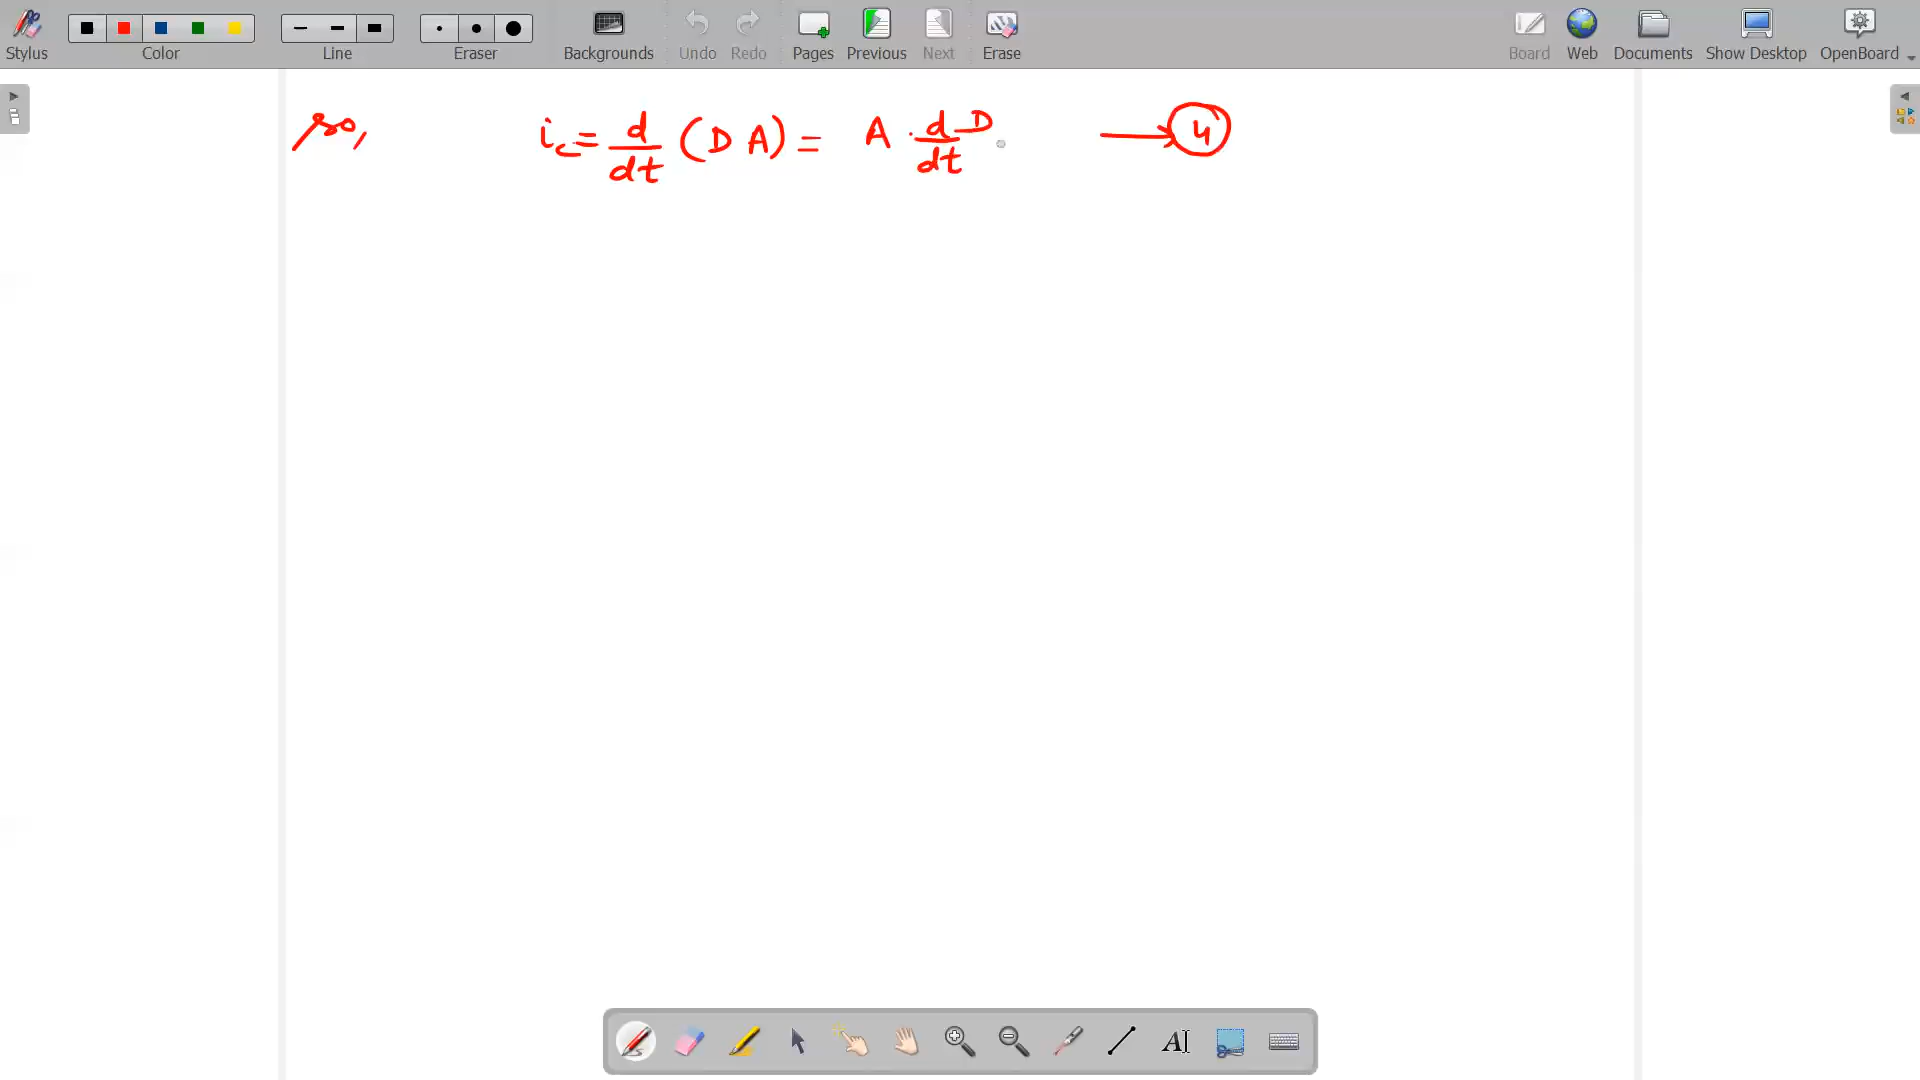 Stylus Color Line Eraser Backgrounds Undo Redo Pages Previous Next Erase Board Web Documents Show Desktop OpenBoard
so, i_c = d/dt (D A) = A · dD/dt → 4
AI